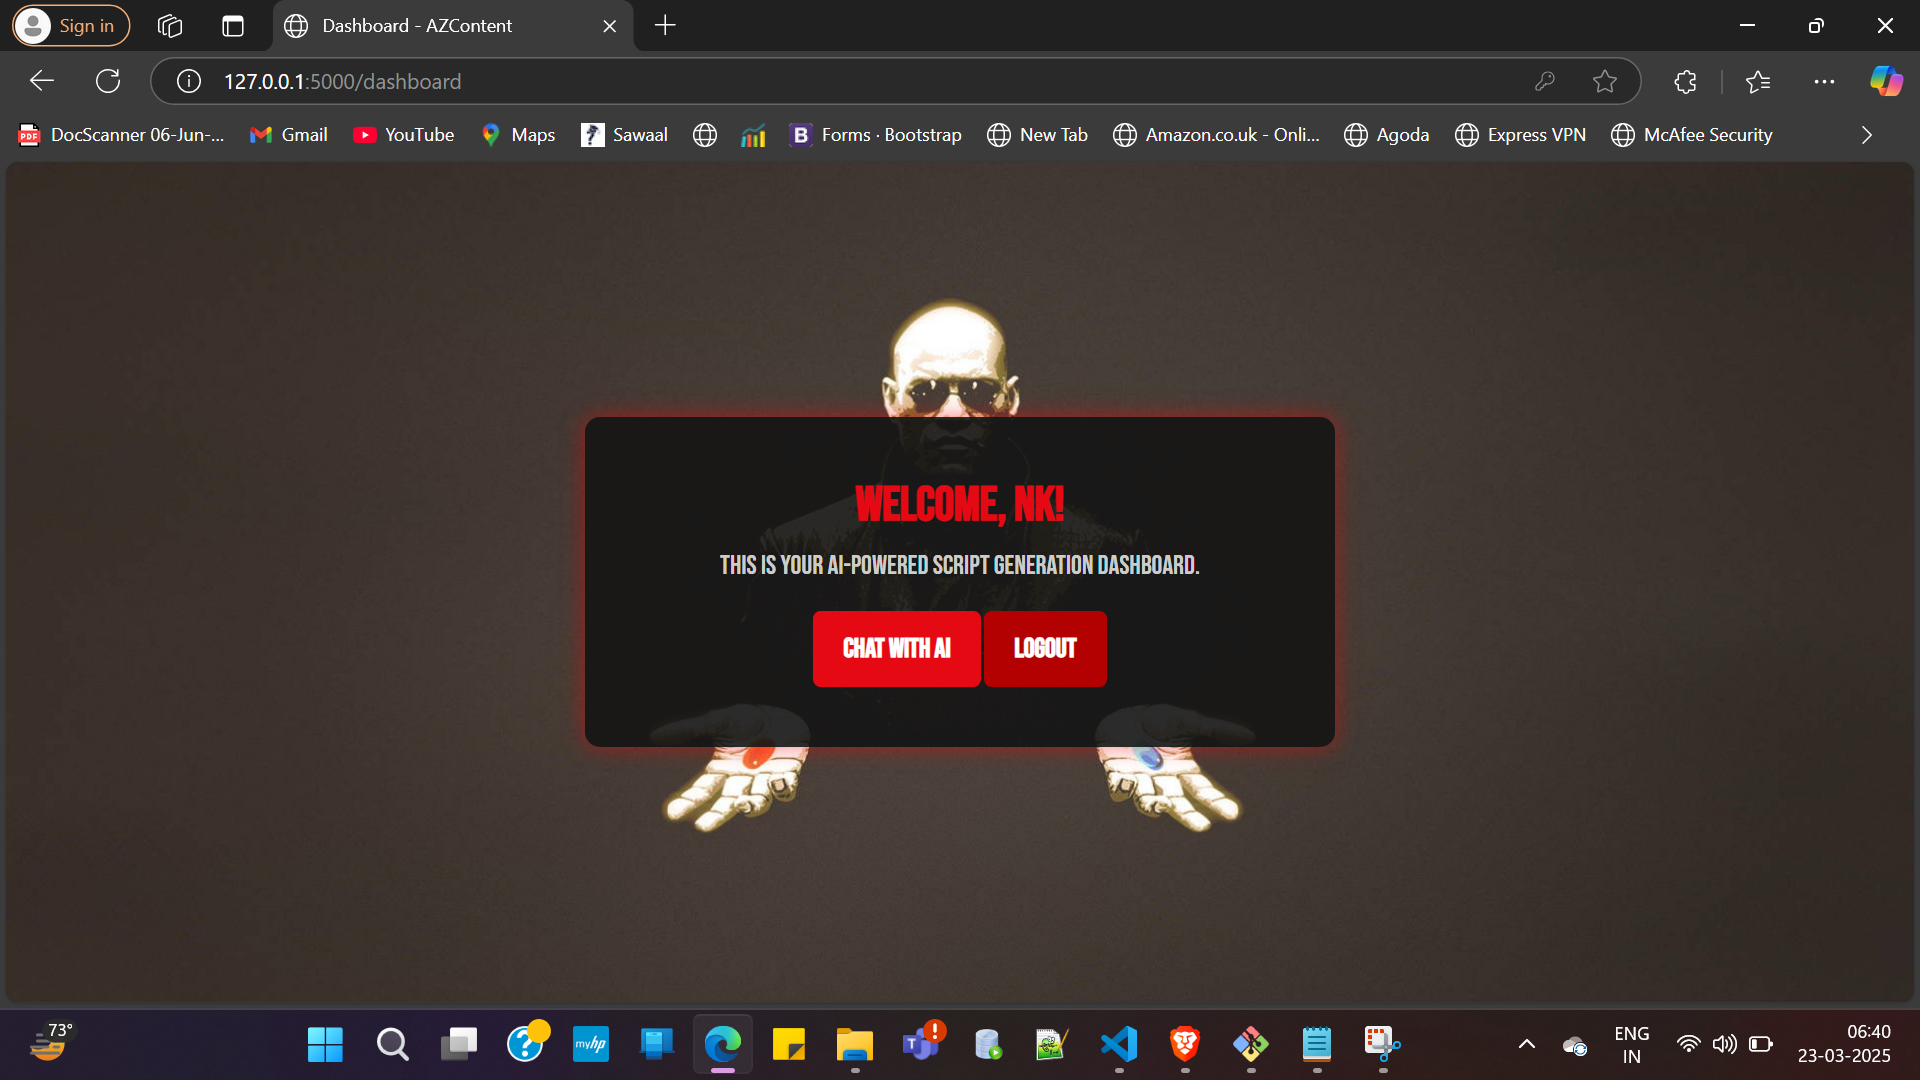 Sign in
Dashboard - AZContent
127.0.0.1:5000/dashboard
PDF DocScanner 06-Jun-... Gmail YouTube Maps ? Sawaal B Forms · Bootstrap New Tab Amazon.co.uk - Onli... Agoda Express VPN McAfee Security
WELCOME, NK!
THIS IS YOUR AI-POWERED SCRIPT GENERATION DASHBOARD.
CHAT WITH AI LOGOUT
73°
? myhp T !
ENG
IN
06:40
23-03-2025